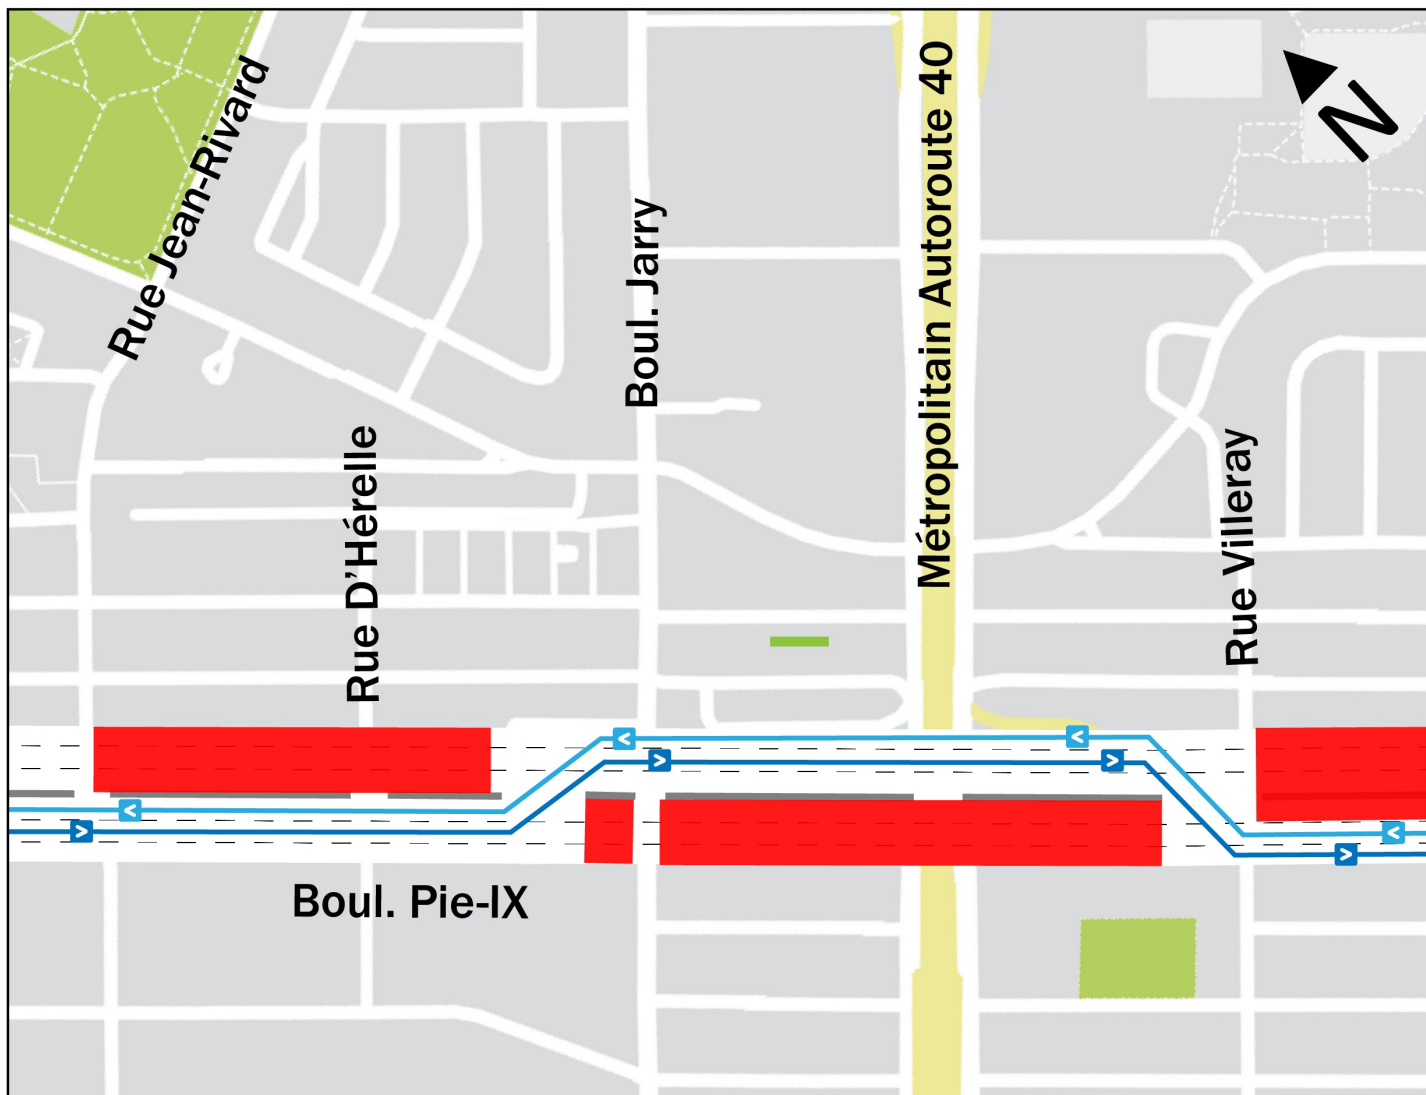 Rue Jean-Rivard
Rue D'Hérelle
Boul. Jarry
Métropolitain Autoroute 40
Rue Villeray
N
Boul. Pie-IX